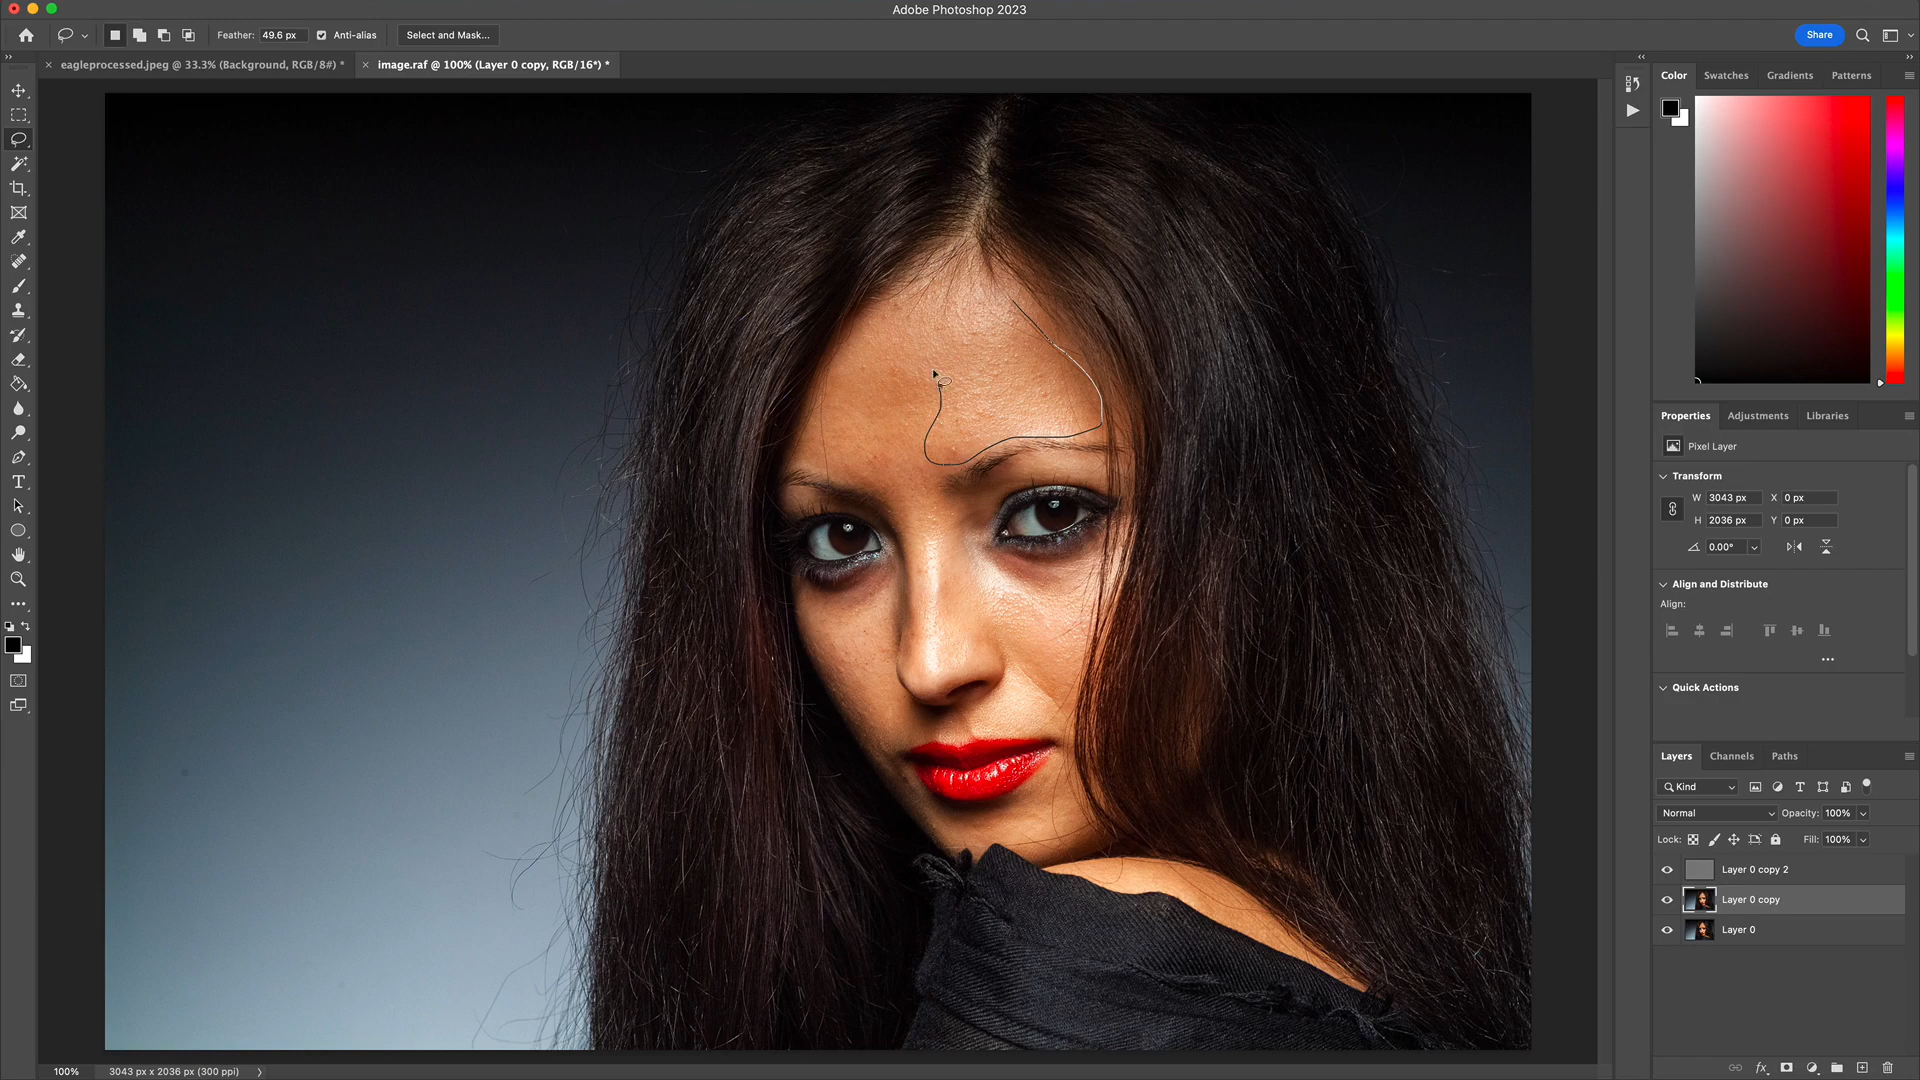 Adobe Photoshop 2023
Feather: 49.6 px Anti-alias Select and Mask... Share
eagleprocessed.jpeg @ 33.3% (Background, RGB/8#) * image.raf @ 100% (Layer 0 copy, RGB/16*) *
Color Swatches Gradients Patterns
Properties Adjustments Libraries
Pixel Layer
Transform
W 3043 px X 0 px
H 2036 px Y 0 px
0.00°
Align and Distribute
Align:
Quick Actions
Layers Channels Paths
Kind
Normal Opacity: 100%
Lock: Fill: 100%
Layer 0 copy 2
Layer 0 copy
Layer 0
100% 3043 px x 2036 px (300 ppi)